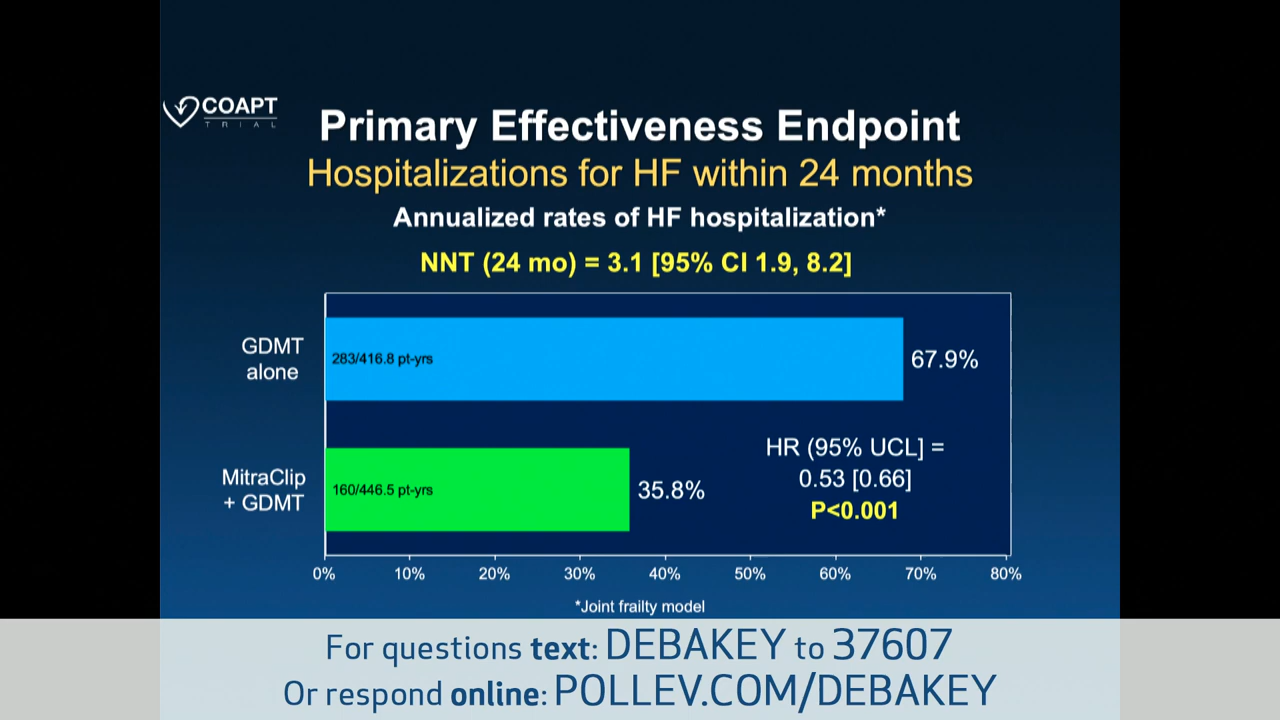 COAPT
TRIAL
Primary Effectiveness Endpoint
Hospitalizations for HF within 24 months
Annualized rates of HF hospitalization*
NNT (24 mo) = 3.1 [95% CI 1.9, 8.2]
GDMT
alone
283/416.8 pt-yrs
67.9%
MitraClip
+ GDMT
160/446.5 pt-yrs
35.8%
HR (95% UCL] =
0.53 [0.66]
P<0.001
0% 10% 20% 30% 40% 50% 60% 70% 80%
*Joint frailty model
For questions text: DEBAKEY to 37607
Or respond online: POLLEV.COM/DEBAKEY